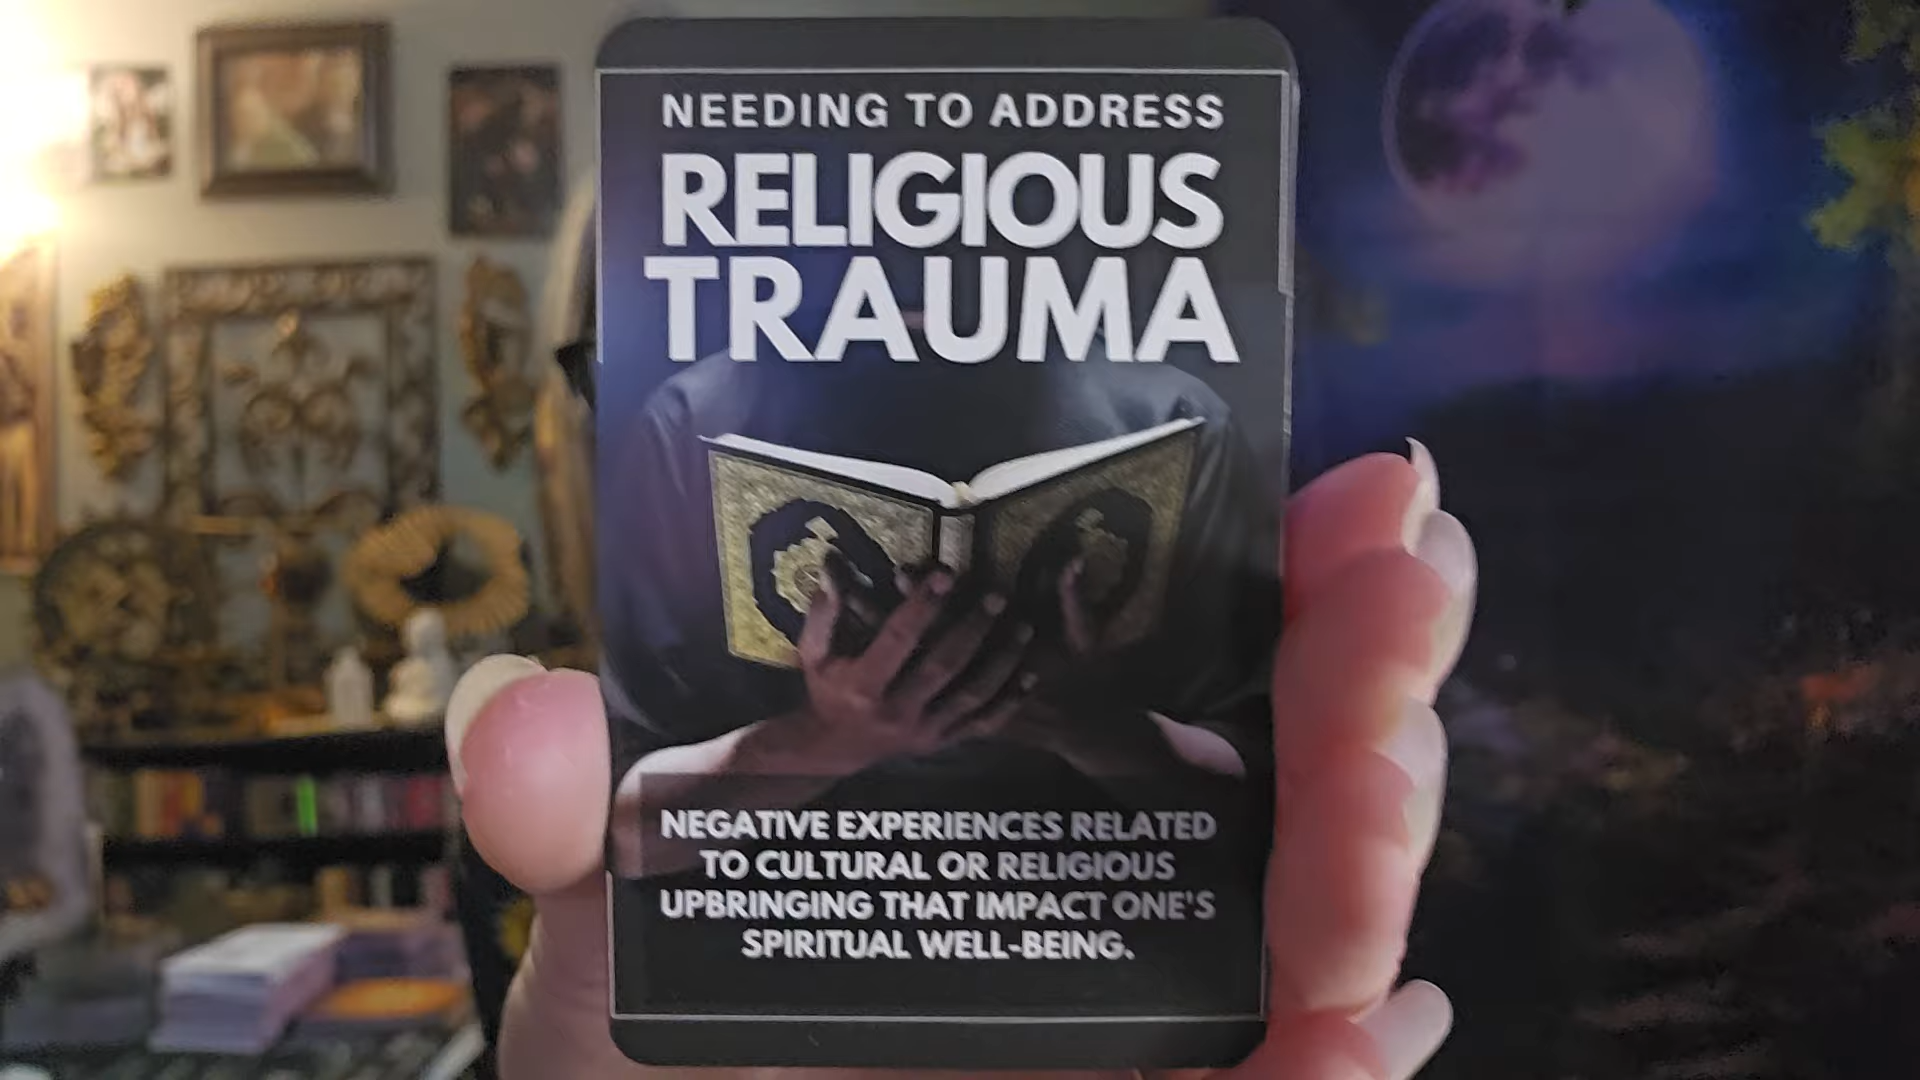 NEEDING TO ADDRESS
RELIGIOUS
TRAUMA
NEGATIVE EXPERIENCES RELATED
TO CULTURAL OR RELIGIOUS
UPBRINGING THAT IMPACT ONE'S
SPIRITUAL WELL-BEING.